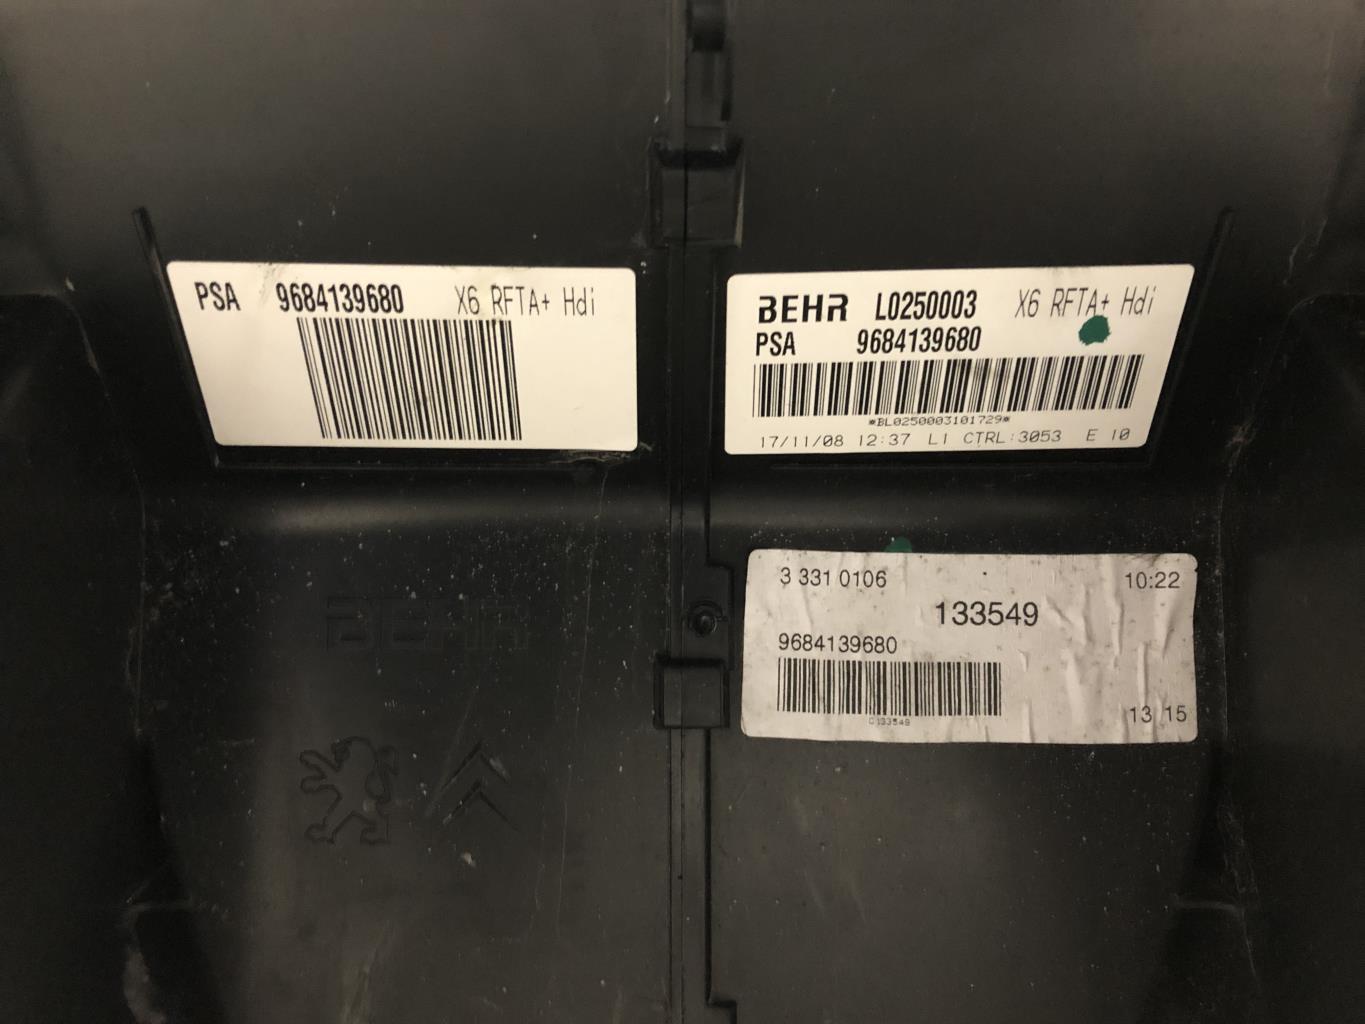 PSA 9684139680 X6 RFTA+ Hdi
BEHR L0250003 X6 RFTA+ Hdi
PSA 9684139680
*BL0250003101729*
17/11/08 12:37 L1 CTRL:3053 E 10
3 331 0106 10:22
133549
9684139680
C133549
13 15
BEHR